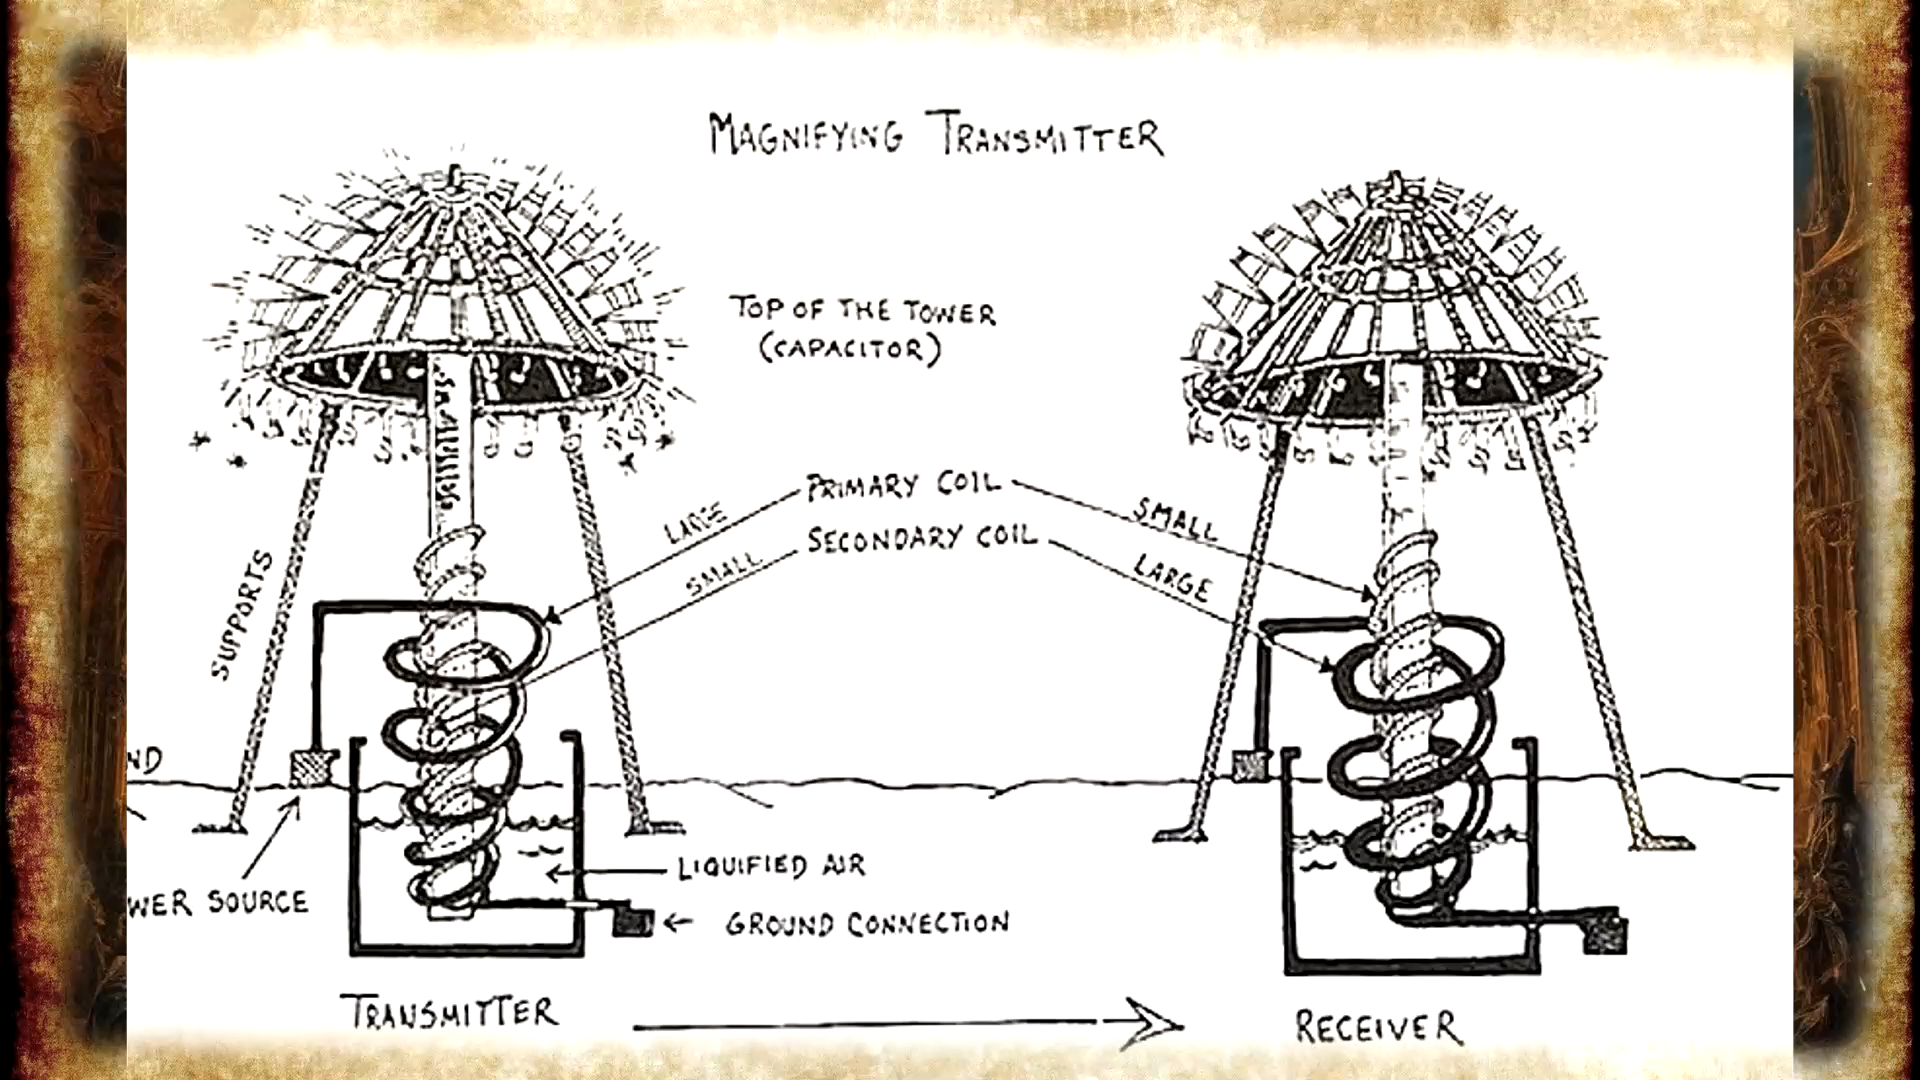 MAGNIFYING TRANSMITTER
TOP OF THE TOWER
(CAPACITOR)
PRIMARY COIL
SECONDARY COIL
LARGE
SMALL
SMALL
LARGE
SUPPORTS
ND
WER SOURCE
LIQUIFIED AIR
GROUND CONNECTION
TRANSMITTER
RECEIVER